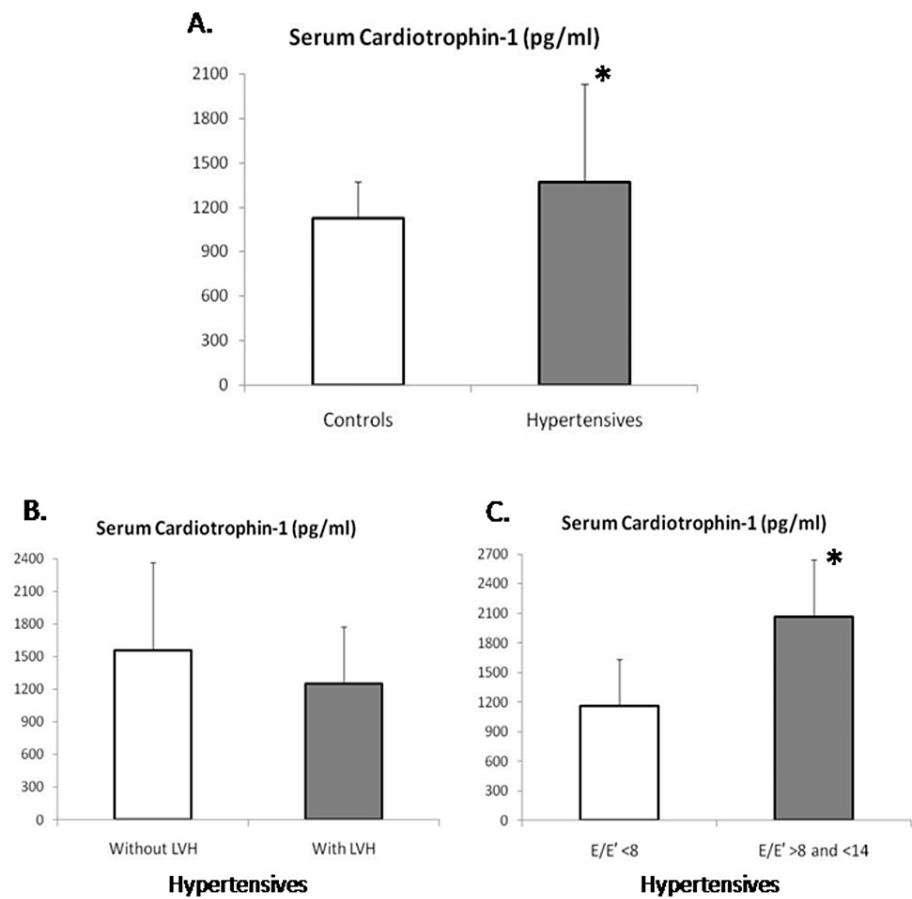 A.
Serum Cardiotrophin-1 (pg/ml)
2100
1800
1500
1200
900
600
300
0
*
Controls Hypertensives
B.
Serum Cardiotrophin-1 (pg/ml)
2400
2100
1800
1500
1200
900
600
300
0
Without LVH With LVH
Hypertensives
C.
Serum Cardiotrophin-1 (pg/ml)
2700
2400
2100
1800
1500
1200
900
600
300
0
*
E/E' <8 E/E' >8 and <14
Hypertensives